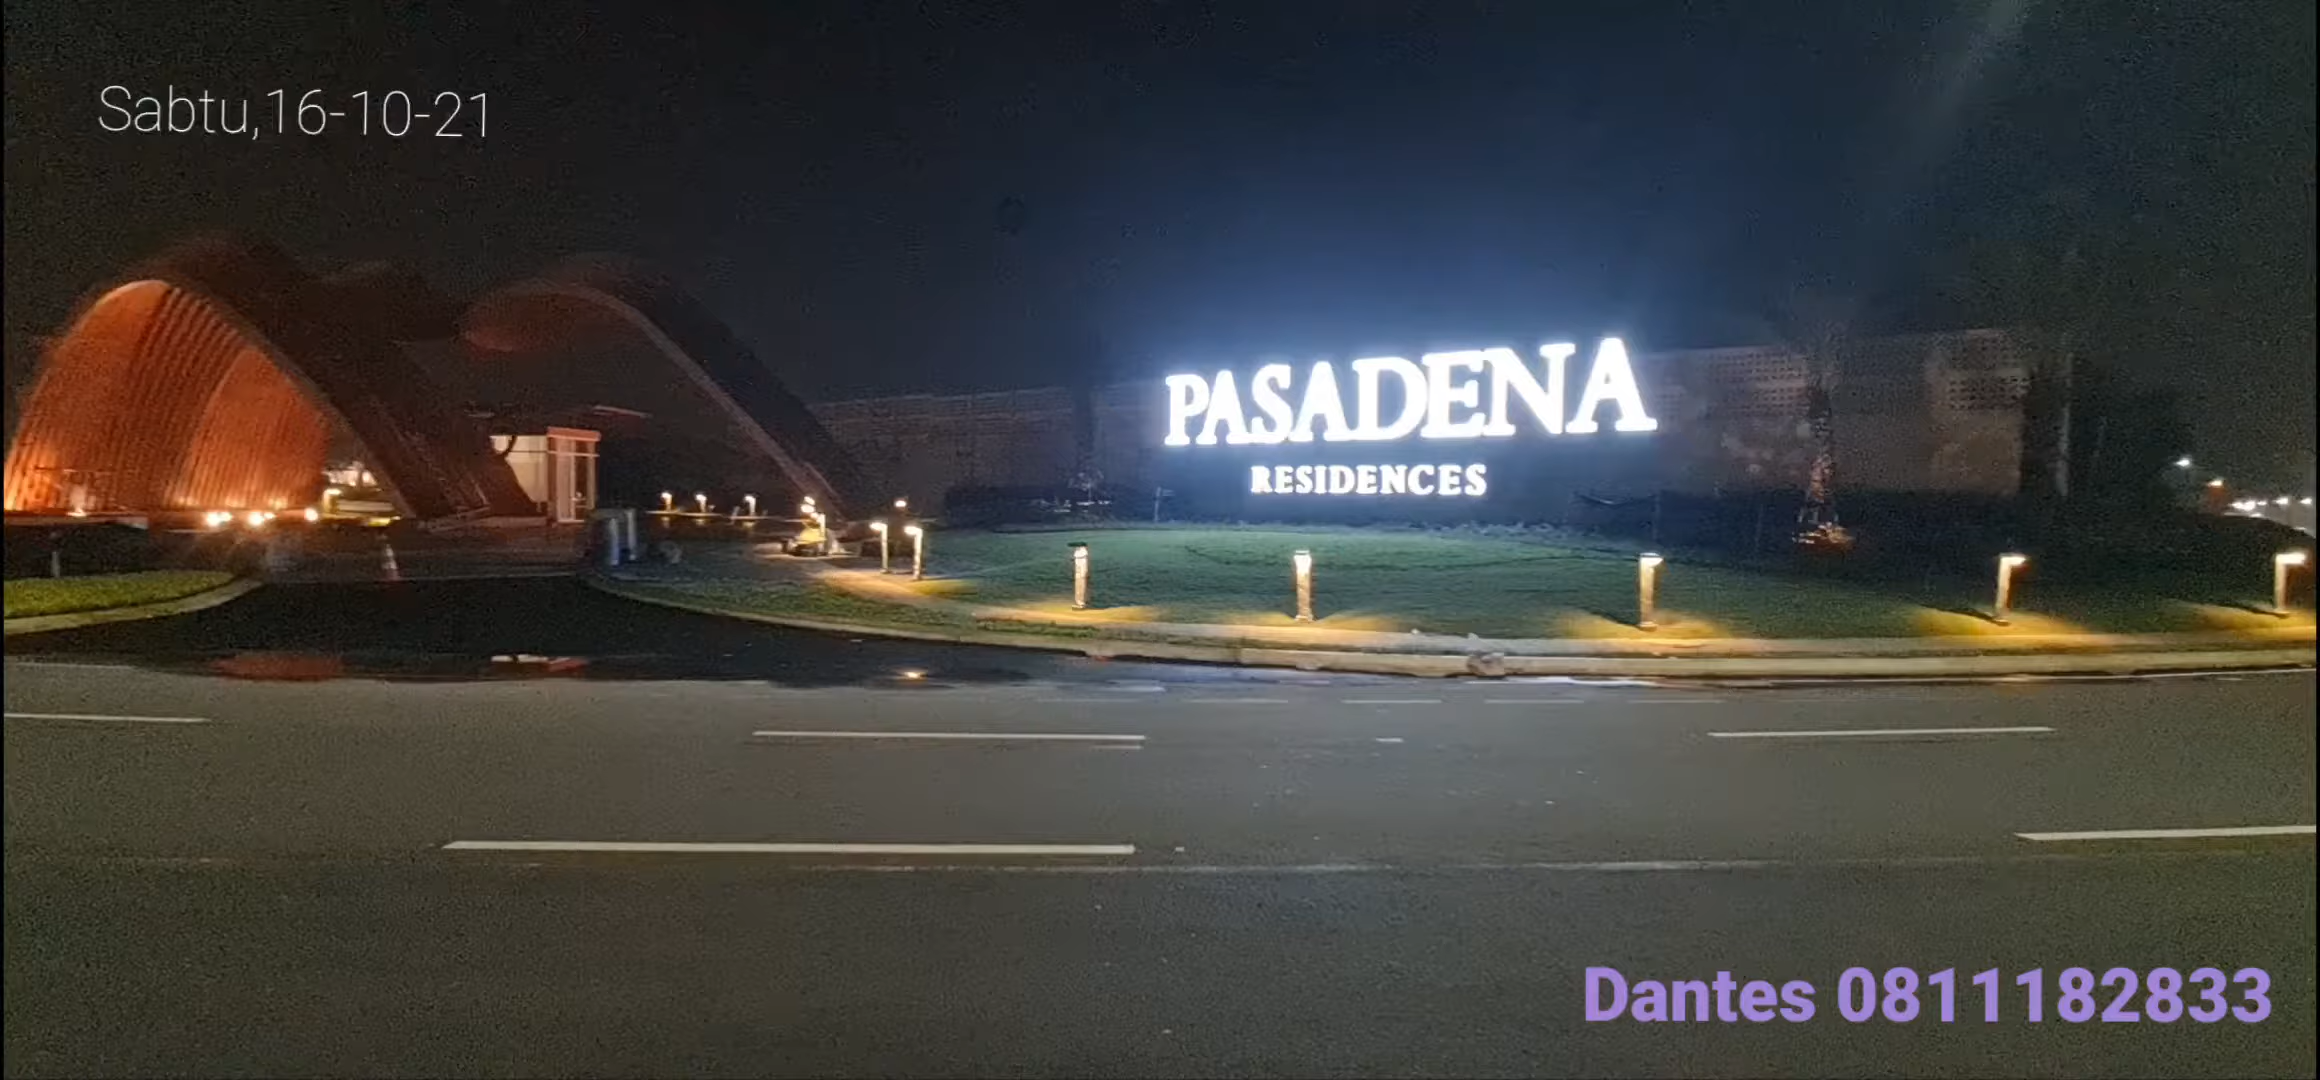 Sabtu,16-10-21
PASADENA
RESIDENCES
Dantes 0811182833